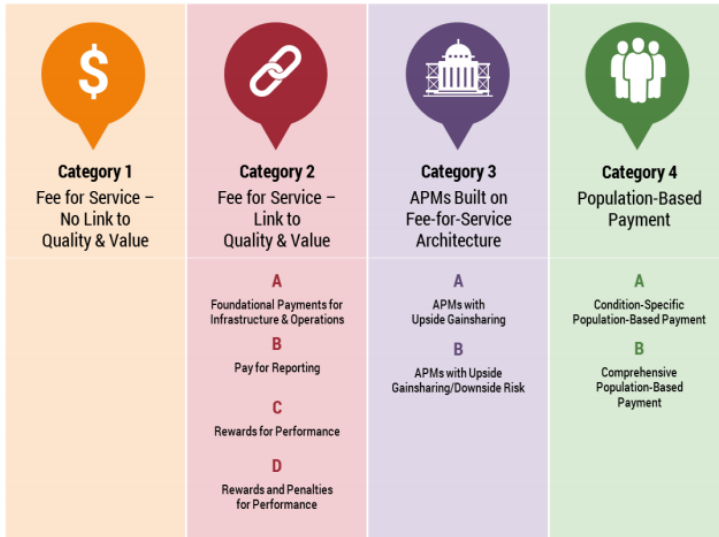 $
Category 1
Fee for Service –
No Link to
Quality & Value
Category 2
Fee for Service –
Link to
Quality & Value
A
Foundational Payments for
Infrastructure & Operations
B
Pay for Reporting
C
Rewards for Performance
D
Rewards and Penalties
for Performance
Category 3
APMs Built on
Fee-for-Service
Architecture
A
APMs with
Upside Gainsharing
B
APMs with Upside
Gainsharing/Downside Risk
Category 4
Population-Based
Payment
A
Condition-Specific
Population-Based Payment
B
Comprehensive
Population-Based
Payment